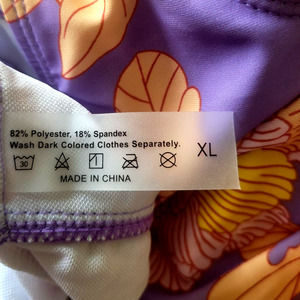 82% Polyester, 18% Spandex
Wash Dark Colored Clothes Separately.
30
XL
MADE IN CHINA